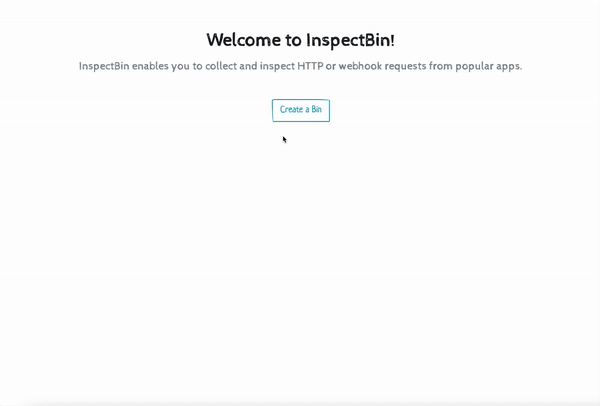 Welcome to InspectBin!
InspectBin enables you to collect and inspect HTTP or webhook requests from popular apps.
Create a Bin